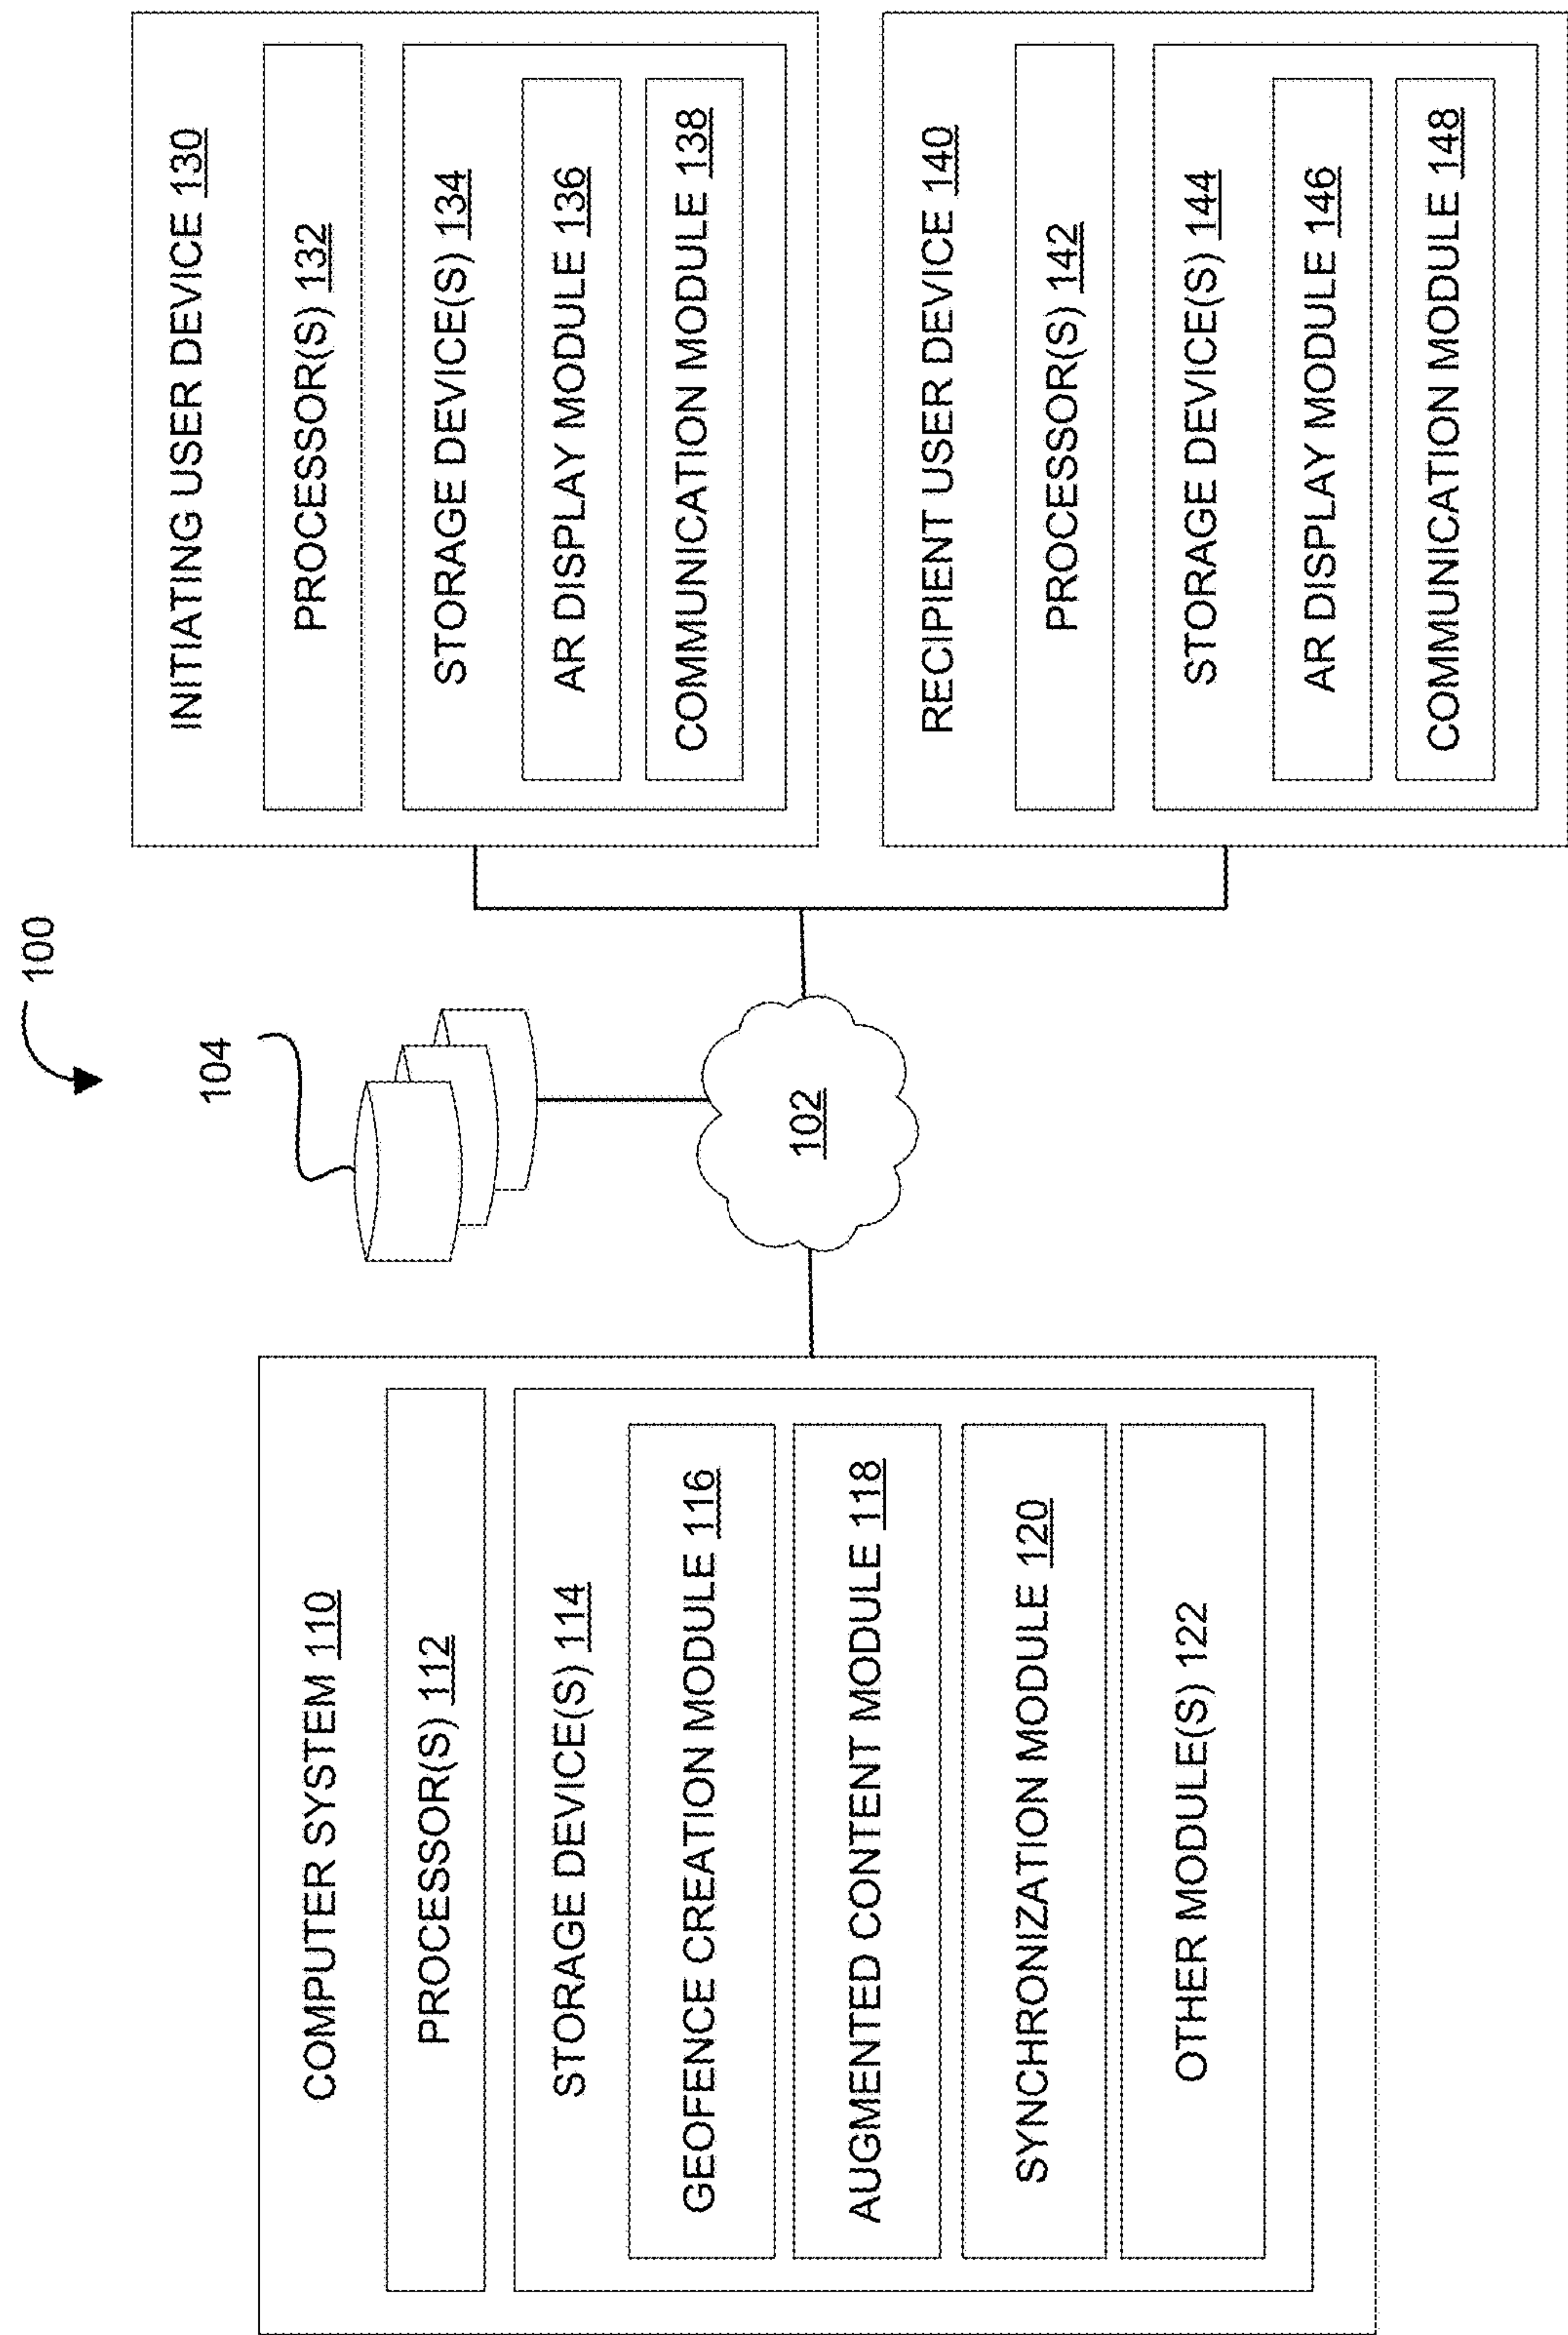 100
104
102
COMPUTER SYSTEM 110
PROCESSOR(S) 112
STORAGE DEVICE(S) 114
GEOFENCE CREATION MODULE 116
AUGMENTED CONTENT MODULE 118
SYNCHRONIZATION MODULE 120
OTHER MODULE(S) 122
INITIATING USER DEVICE 130
PROCESSOR(S) 132
STORAGE DEVICE(S) 134
AR DISPLAY MODULE 136
COMMUNICATION MODULE 138
RECIPIENT USER DEVICE 140
PROCESSOR(S) 142
STORAGE DEVICE(S) 144
AR DISPLAY MODULE 146
COMMUNICATION MODULE 148